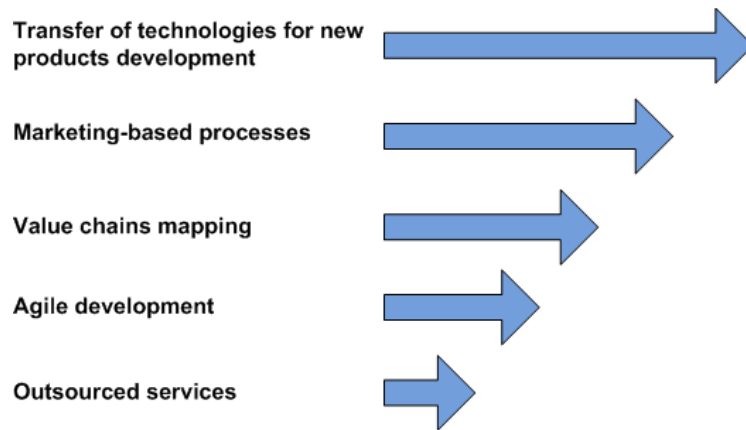 Transfer of technologies for new
products development
Marketing-based processes
Value chains mapping
Agile development
Outsourced services